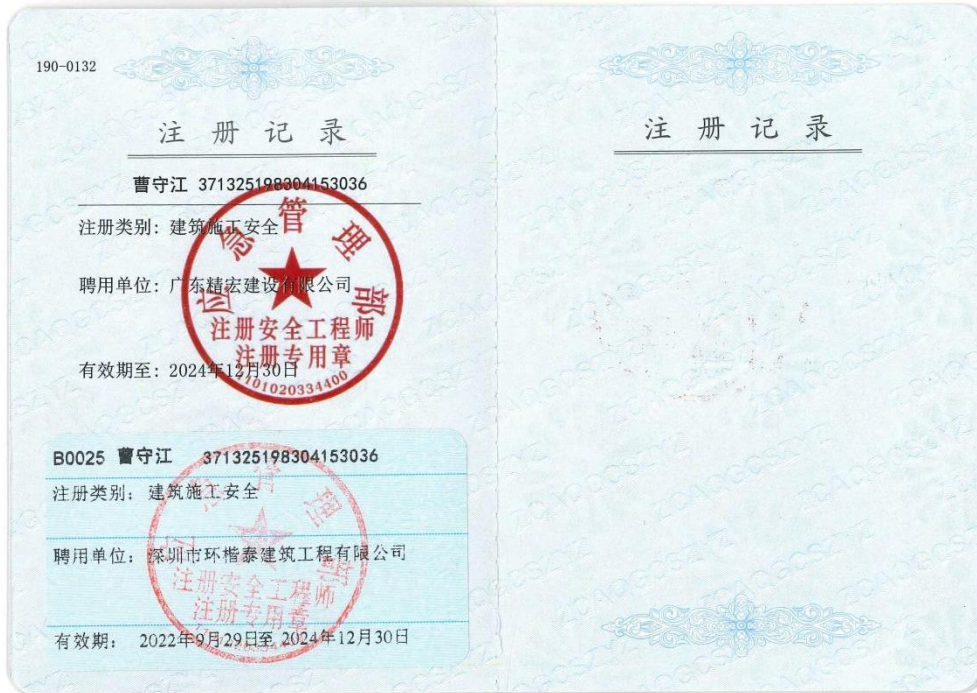 190-0132
注册记录
曹守江 371325198304153036
注册类别：建筑施工安全
聘用单位：广东精宏建设有限公司
有效期至：2024年12月30日
应急管理部
注册安全工程师
注册专用章
1101020334400
B0025 曹守江 371325198304153036
注册类别：建筑施工安全
聘用单位：深圳市环楷泰建筑工程有限公司
有效期： 2022年9月29日至 2024年12月30日
应急管理部
注册安全工程师
注册专用章
注册记录